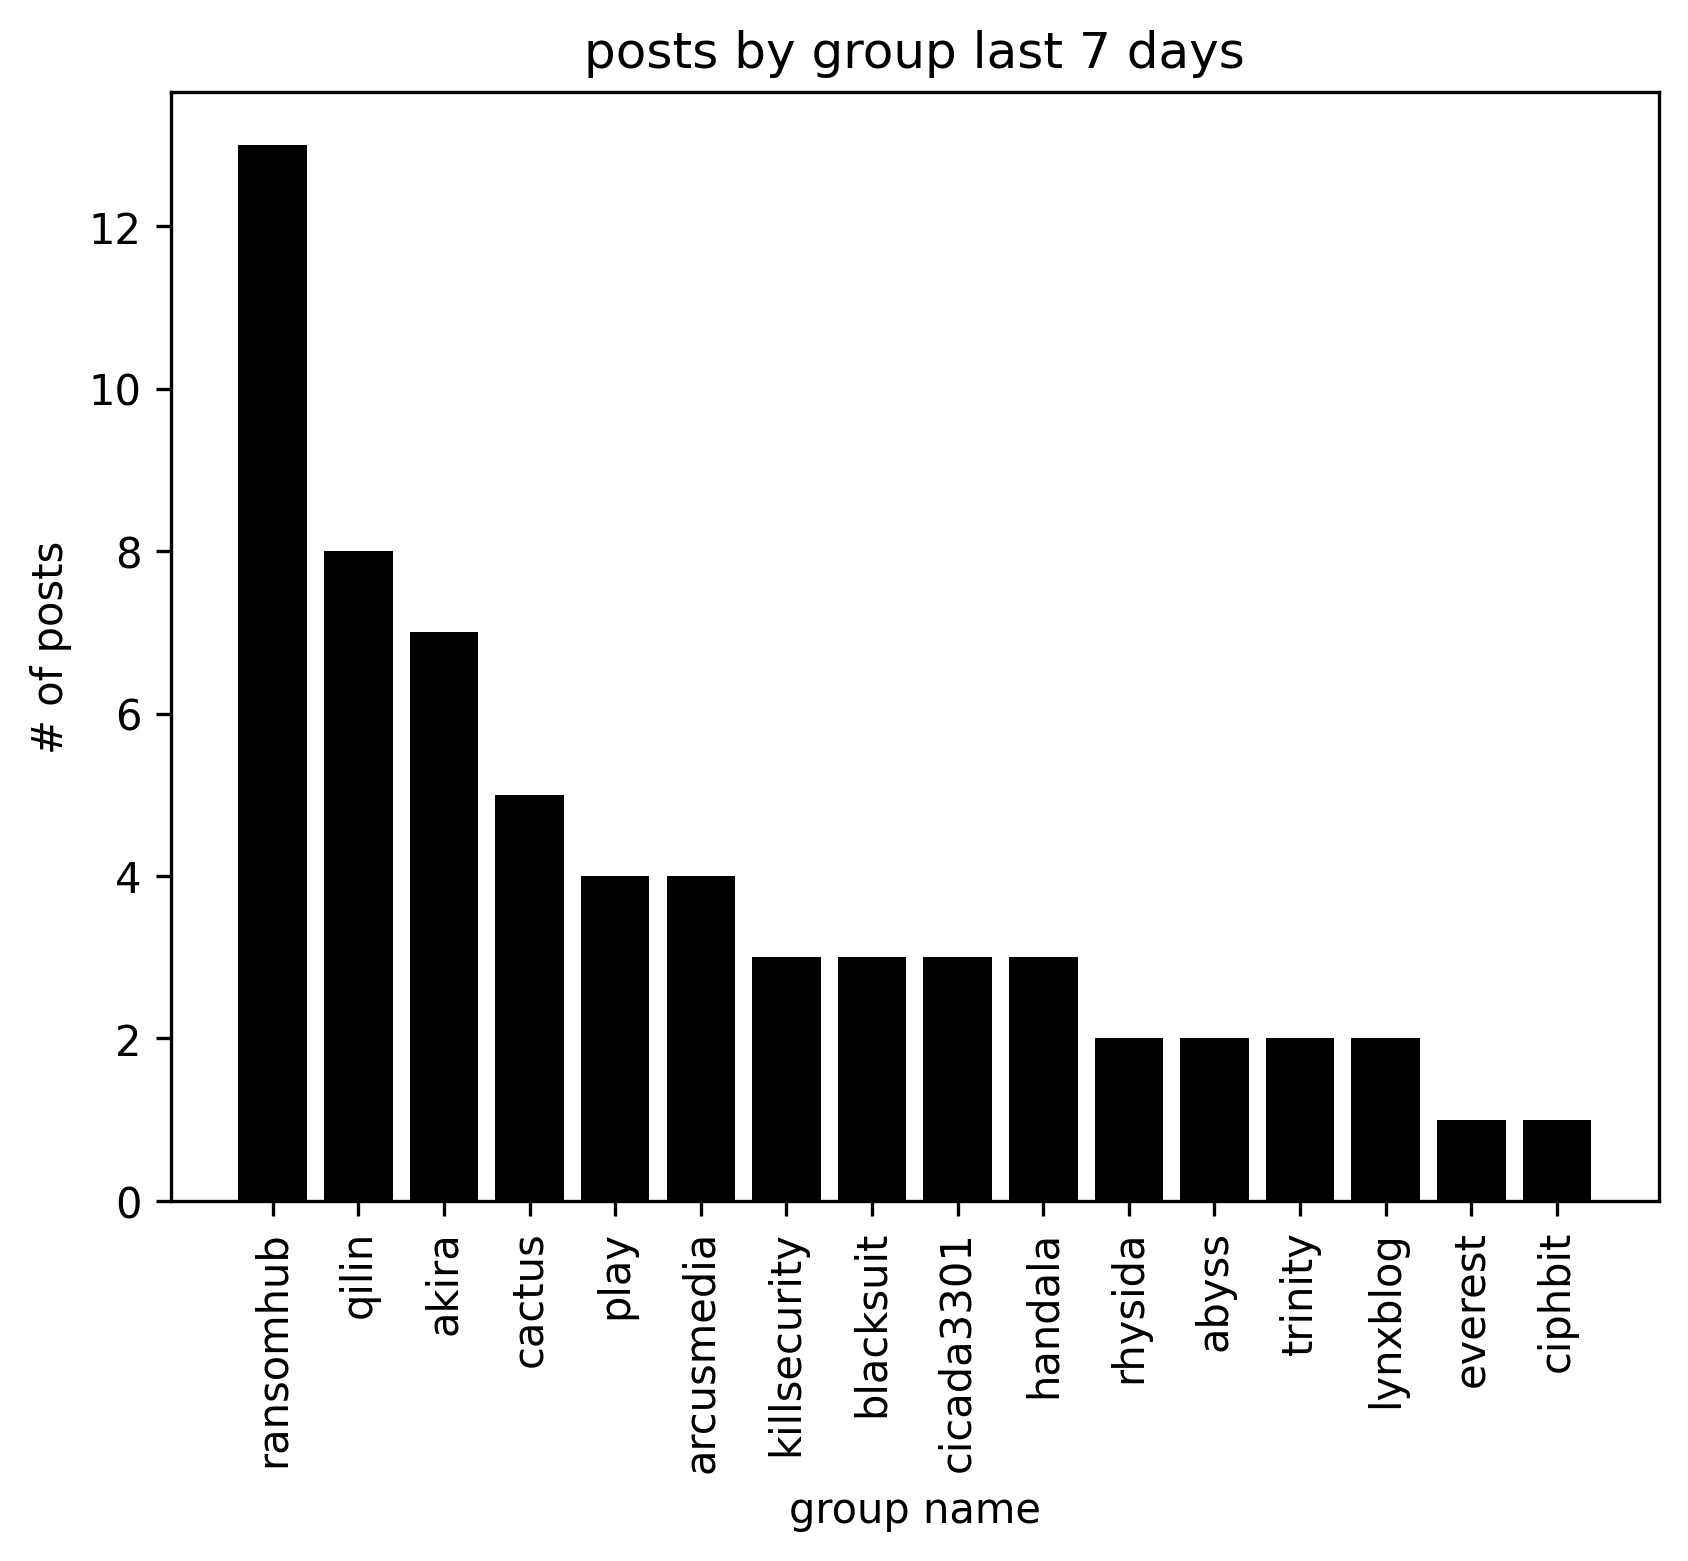 posts by group last 7 days
12
10
8
6
4
2
0
# of posts
ransomhub
qilin
akira
cactus
play
arcusmedia
killsecurity
blacksuit
cicada3301
handala
rhysida
abyss
trinity
lynxblog
everest
ciphbit
group name